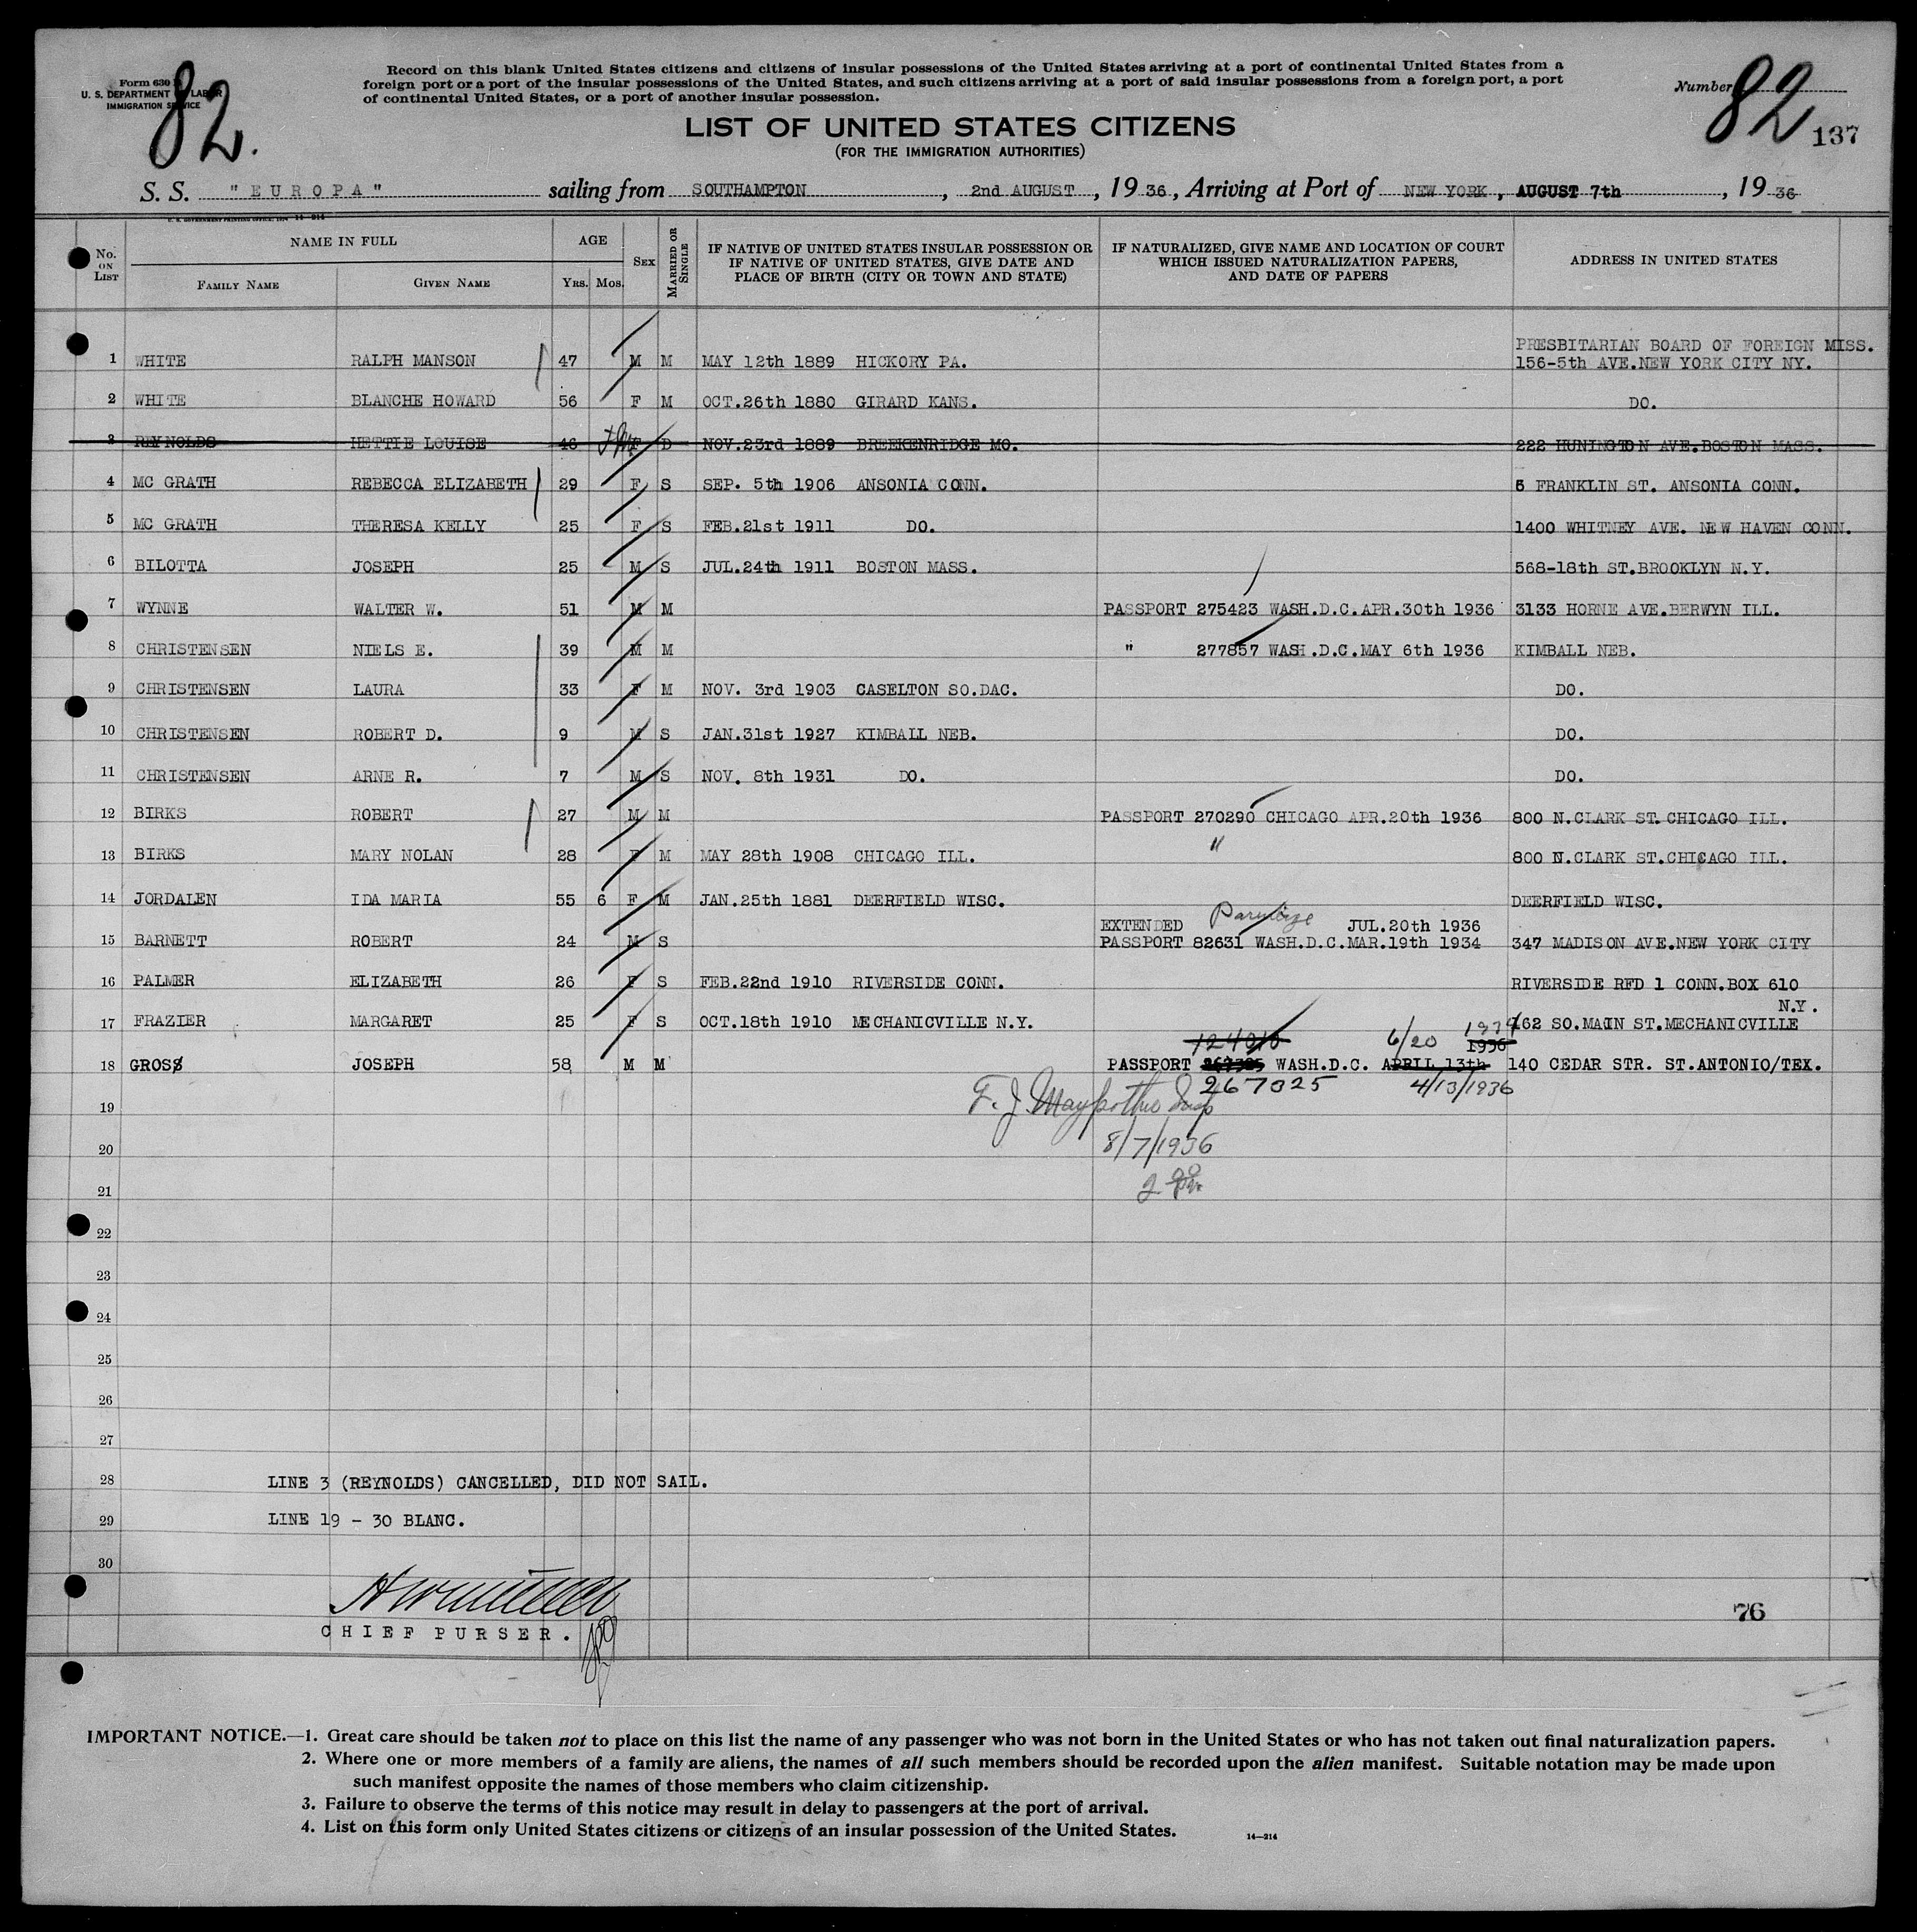 Form 630
U. S. DEPARTMENT OF LABOR
IMMIGRATION SERVICE
82.
Record on this blank United States citizens and citizens of insular possessions of the United States arriving at a port of continental United States from a
foreign port or a port of the insular possessions of the United States, and such citizens arriving at a port of said insular possessions from a foreign port, a port
of continental United States, or a port of another insular possession.
Number 82
137
LIST OF UNITED STATES CITIZENS
(FOR THE IMMIGRATION AUTHORITIES)
S. S. "EUROPA" sailing from SOUTHAMPTON, 2nd AUGUST, 19 36, Arriving at Port of NEW YORK, AUGUST 7th, 19 36
U. S. GOVERNMENT PRINTING OFFICE 14-214
No. ON LIST
NAME IN FULL
FAMILY NAME GIVEN NAME
AGE
YRS. MOS.
SEX
MARRIED OR SINGLE
IF NATIVE OF UNITED STATES INSULAR POSSESSION OR
IF NATIVE OF UNITED STATES, GIVE DATE AND
PLACE OF BIRTH (CITY OR TOWN AND STATE)
IF NATURALIZED, GIVE NAME AND LOCATION OF COURT
WHICH ISSUED NATURALIZATION PAPERS,
AND DATE OF PAPERS
ADDRESS IN UNITED STATES
PRESBITARIAN BOARD OF FOREIGN MISS.
1 WHITE RALPH MANSON 47 M M MAY 12th 1889 HICKORY PA. 156-5th AVE.NEW YORK CITY NY.
2 WHITE BLANCHE HOWARD 56 F M OCT.26th 1880 GIRARD KANS. DO.
3 REYNOLDS HETTIE LOUISE 46 F D NOV.23rd 1889 BREEKENRIDGE MO. 222 HUNINGTON AVE.BOSTON MASS.
4 MC GRATH REBECCA ELIZABETH 29 F S SEP. 5th 1906 ANSONIA CONN. 6 FRANKLIN ST. ANSONIA CONN.
5 MC GRATH THERESA KELLY 25 F S FEB.21st 1911 DO. 1400 WHITNEY AVE. NEW HAVEN CONN.
6 BILOTTA JOSEPH 25 M S JUL.24th 1911 BOSTON MASS. 568-18th ST.BROOKLYN N.Y.
7 WYNNE WALTER W. 51 M M PASSPORT 275423 WASH.D.C.APR.30th 1936 3133 HORNE AVE.BERWYN ILL.
8 CHRISTENSEN NIELS E. 39 M M " 277857 WASH.D.C.MAY 6th 1936 KIMBALL NEB.
9 CHRISTENSEN LAURA 33 F M NOV. 3rd 1903 CASELTON SO.DAC. DO.
10 CHRISTENSEN ROBERT D. 9 M S JAN.31st 1927 KIMBALL NEB. DO.
11 CHRISTENSEN ARNE R. 7 M S NOV. 8th 1931 DO. DO.
12 BIRKS ROBERT 27 M M PASSPORT 270290 CHICAGO APR.20th 1936 800 N.CLARK ST.CHICAGO ILL.
13 BIRKS MARY NOLAN 28 F M MAY 28th 1908 CHICAGO ILL. " 800 N.CLARK ST.CHICAGO ILL.
14 JORDALEN IDA MARIA 55 6 F M JAN.25th 1881 DEERFIELD WISC. DEERFIELD WISC.
EXTENDED JUL.20th 1936
15 BARNETT ROBERT 24 M S PASSPORT 82631 WASH.D.C.MAR.19th 1934 347 MADISON AVE.NEW YORK CITY
16 PALMER ELIZABETH 26 F S FEB.22nd 1910 RIVERSIDE CONN. RIVERSIDE RFD 1 CONN.BOX 610
N.Y.
17 FRAZIER MARGARET 25 F S OCT.18th 1910 MECHANICVILLE N.Y. 162 SO.MAIN ST.MECHANICVILLE
6/20 1934
1936
18 GROSS JOSEPH 58 M M PASSPORT WASH.D.C. APRIL 13th 140 CEDAR STR. ST.ANTONIO/TEX.
267025 4/13/1936
19
8/7/1936
20
21
22
23
24
25
26
27
28 LINE 3 (REYNOLDS) CANCELLED, DID NOT SAIL.
29 LINE 19 - 30 BLANC.
30
CHIEF PURSER.
76
IMPORTANT NOTICE.—1. Great care should be taken not to place on this list the name of any passenger who was not born in the United States or who has not taken out final naturalization papers.
2. Where one or more members of a family are aliens, the names of all such members should be recorded upon the alien manifest. Suitable notation may be made upon
such manifest opposite the names of those members who claim citizenship.
3. Failure to observe the terms of this notice may result in delay to passengers at the port of arrival.
4. List on this form only United States citizens or citizens of an insular possession of the United States.
14—214